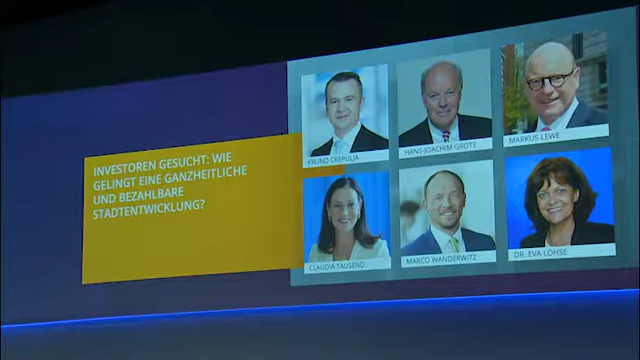 INVESTOREN GESUCHT: WIE
GELINGT EINE GANZHEITLICHE
UND BEZAHLBARE
STADTENTWICKLUNG?
KRUNO CREPULJA
HANS-JOACHIM GROTE
MARKUS LEWE
CLAUDIA TAUSEND
MARCO WANDERWITZ
DR. EVA LOHSE